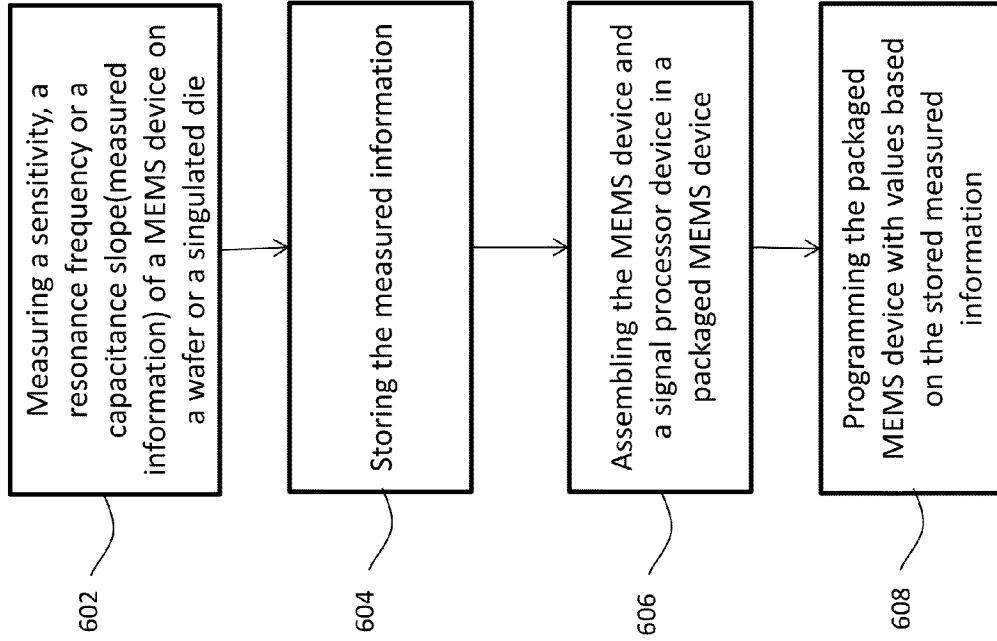 Measuring a sensitivity, a
resonance frequency or a
capacitance slope(measured
information) of a MEMS device on
a wafer or a singulated die
602
Storing the measured information
604
Assembling the MEMS device and
a signal processor device in a
packaged MEMS device
606
Programming the packaged
MEMS device with values based
on the stored measured
information
608